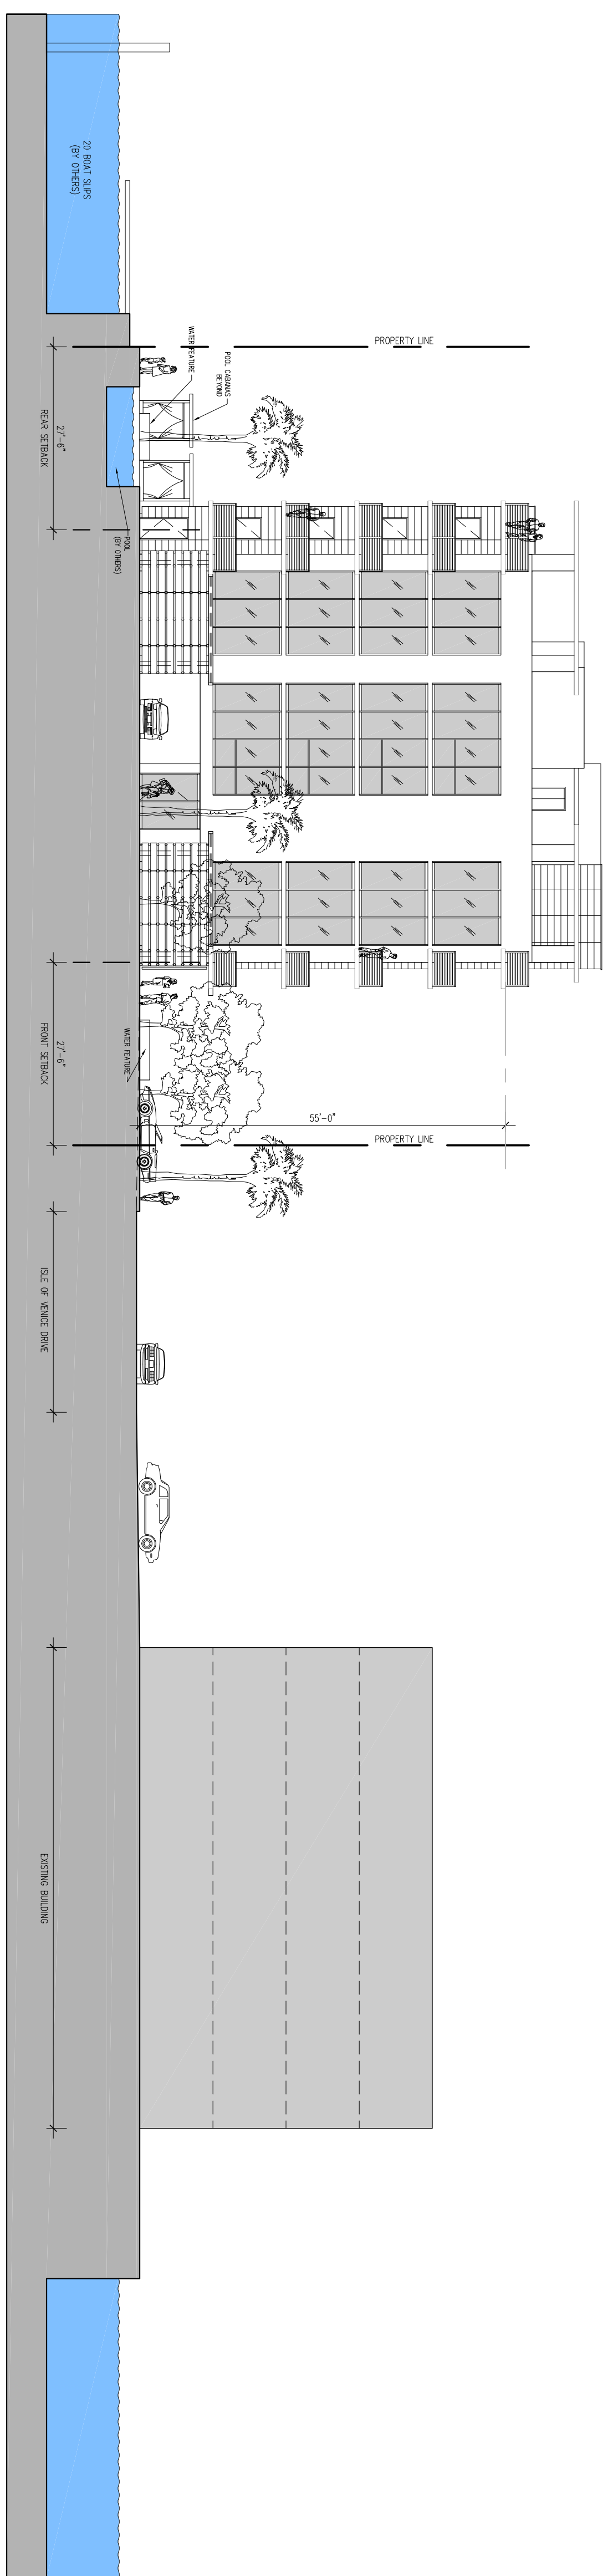 20 BOAT SLIPS
(BY OTHERS)
PROPERTY LINE
WATER FEATURE
POOL CABANAS
BEYOND
27'-6"
REAR SETBACK
POOL
(BY OTHERS)
27'-6"
FRONT SETBACK
WATER FEATURE
55'-0"
PROPERTY LINE
ISLE OF VENICE DRIVE
EXISTING BUILDING